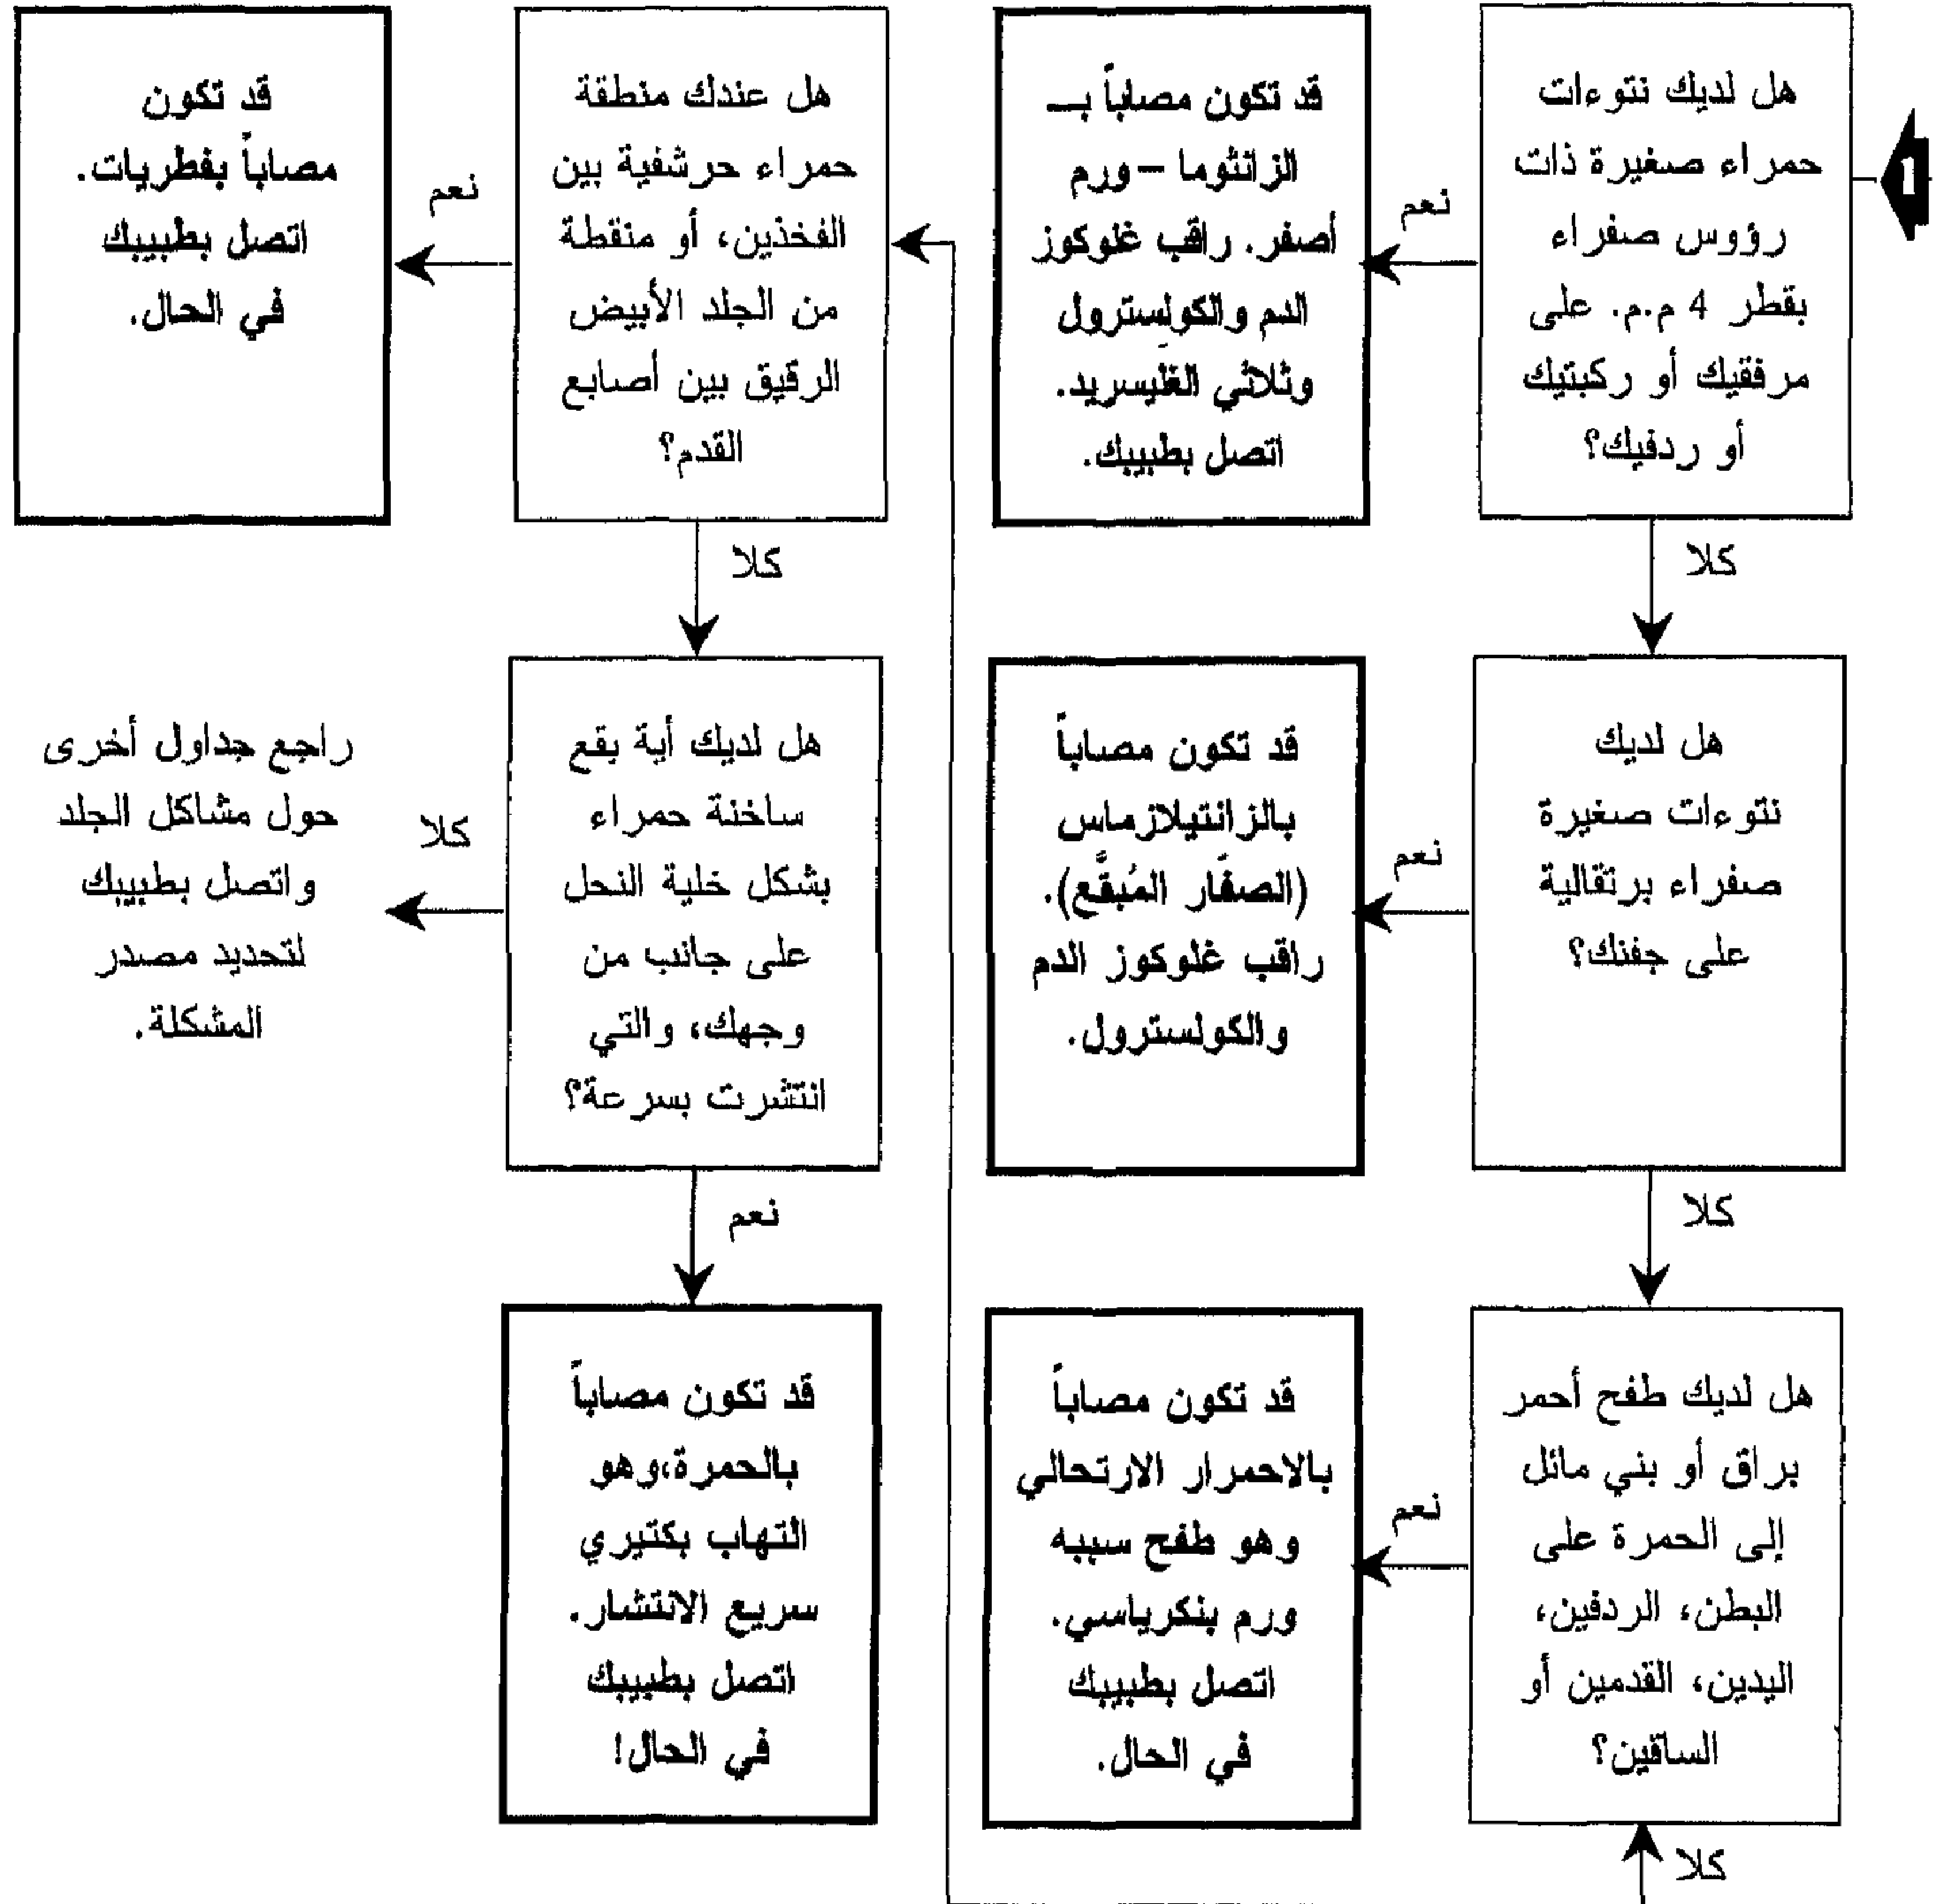 1
هل لديك نتوءات
حمراء صغيرة ذات
رؤوس صفراء
بقطر 4 م.م. على
مرفقيك أو ركبتيك
أو ردفيك؟
نعم
قد تكون مصاباً بـ
الزانثوما – ورم
أصفر. راقب غلوكوز
الدم والكولسترول
وثلاثي الغليسريد.
اتصل بطبيبك.
كلا
هل لديك
نتوءات صغيرة
صفراء برتقالية
على جفنك؟
نعم
قد تكون مصاباً
بالزانتيلازماس
(الصفّار المُبقَّع).
راقب غلوكوز الدم
والكولسترول.
كلا
هل لديك طفح أحمر
براق أو بني مائل
إلى الحمرة على
البطن، الردفين،
اليدين، القدمين أو
الساقين؟
نعم
قد تكون مصاباً
بالاحمرار الارتحالي
وهو طفح سببه
ورم بنكرياسي.
اتصل بطبيبك
في الحال.
كلا
هل عندك منطقة
حمراء حرشفية بين
الفخذين، أو منقطة
من الجلد الأبيض
الرقيق بين أصابع
القدم؟
نعم
قد تكون
مصاباً بفطريات.
اتصل بطبيبك
في الحال.
كلا
هل لديك أية بقع
ساخنة حمراء
بشكل خلية النحل
على جانب من
وجهك، والتي
انتشرت بسرعة؟
كلا
راجع جداول أخرى
حول مشاكل الجلد
واتصل بطبيبك
لتحديد مصدر
المشكلة.
نعم
قد تكون مصاباً
بالحمرة،وهو
التهاب بكتيري
سريع الانتشار.
اتصل بطبيبك
في الحال!